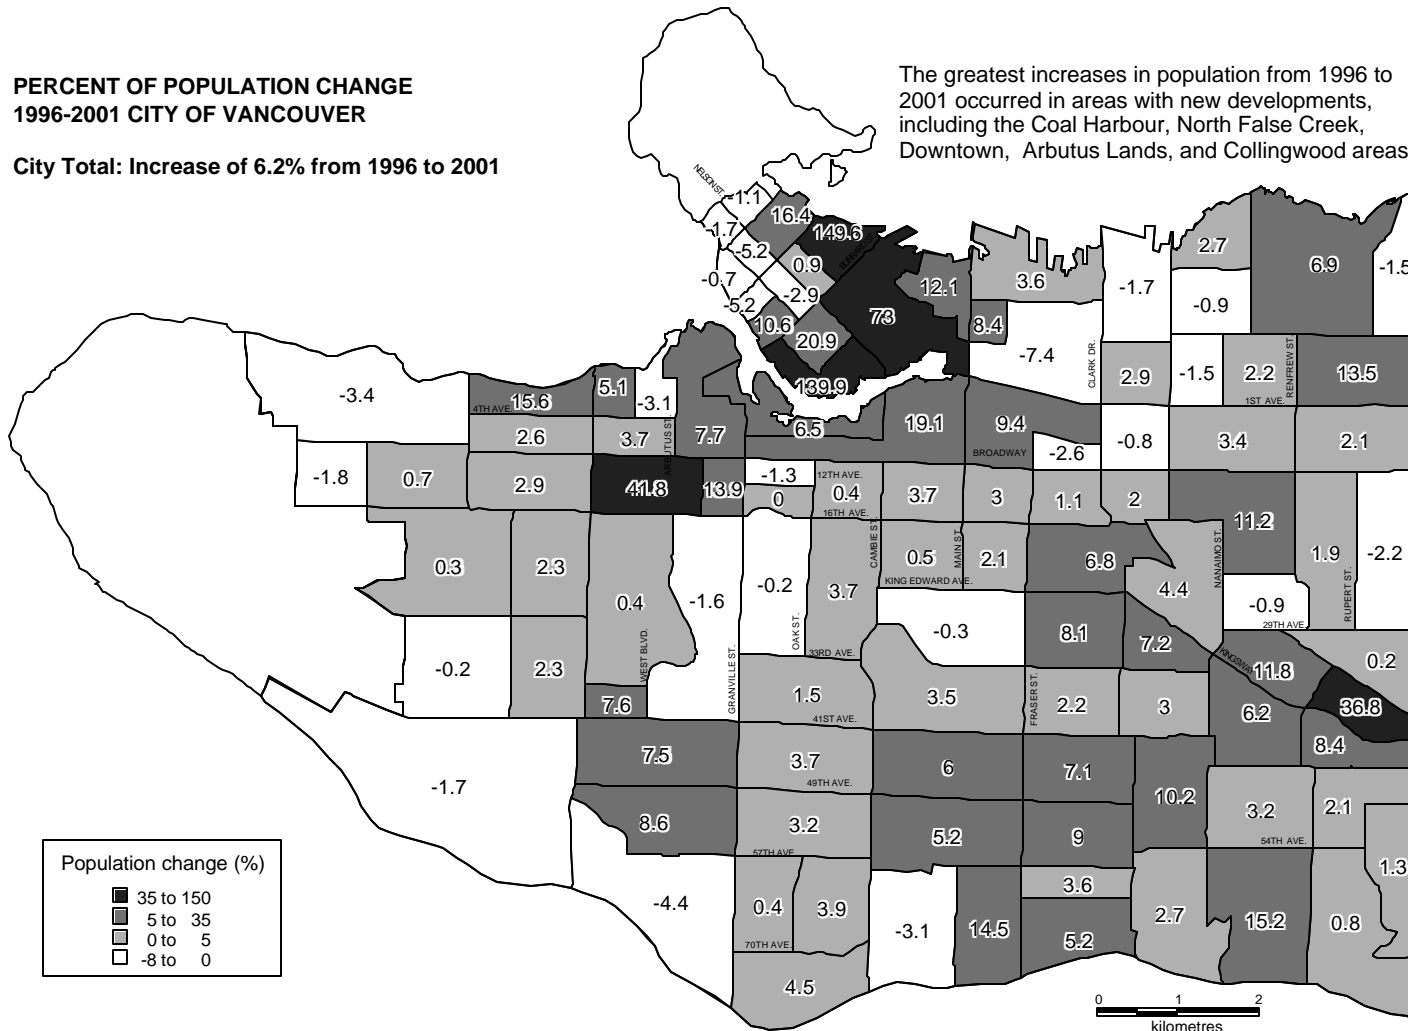 PERCENT OF POPULATION CHANGE
1996-2001 CITY OF VANCOUVER
City Total: Increase of 6.2% from 1996 to 2001
The greatest increases in population from 1996 to
2001 occurred in areas with new developments,
including the Coal Harbour, North False Creek,
Downtown, Arbutus Lands, and Collingwood areas
NELSON ST.
-1.1
16.4
-1.7
149.6
BURRARD ST.
-5.2
0.9
-0.7
-2.9
-5.2
10.6
20.9
73
139.9
12.1
3.6
8.4
-7.4
-1.7
CLARK DR.
2.7
-0.9
6.9
-1.5
2.9
-1.5
2.2
RENFREW ST
1ST AVE.
13.5
-3.4
4TH AVE.
15.6
5.1
-3.1
2.6
3.7
ARBUTUS ST.
7.7
6.5
19.1
9.4
BROADWAY
-2.6
-0.8
3.4
2.1
-1.8
0.7
2.9
41.8
13.9
-1.3
12TH AVE.
0
0.4
16TH AVE.
3.7
3
1.1
2
11.2
0.3
2.3
0.4
WEST BLVD.
-1.6
GRANVILLE ST.
-0.2
OAK ST.
3.7
33RD AVE.
CAMBIE ST.
0.5
MAIN ST.
KING EDWARD AVE.
2.1
6.8
4.4
NANAIMO ST.
1.9
RUPERT ST.
-2.2
-0.9
29TH AVE.
-0.3
8.1
7.2
KINGSWAY
11.8
0.2
-0.2
2.3
7.6
1.5
41ST AVE.
3.5
FRASER ST.
2.2
3
6.2
36.8
8.4
-1.7
7.5
3.7
49TH AVE.
6
7.1
10.2
3.2
54TH AVE.
2.1
8.6
3.2
57TH AVE
5.2
9
1.3
-4.4
0.4
70TH AVE.
3.9
-3.1
14.5
3.6
5.2
2.7
15.2
0.8
4.5
Population change (%)
35 to 150
5 to 35
0 to 5
-8 to 0
0 1 2
kilometres